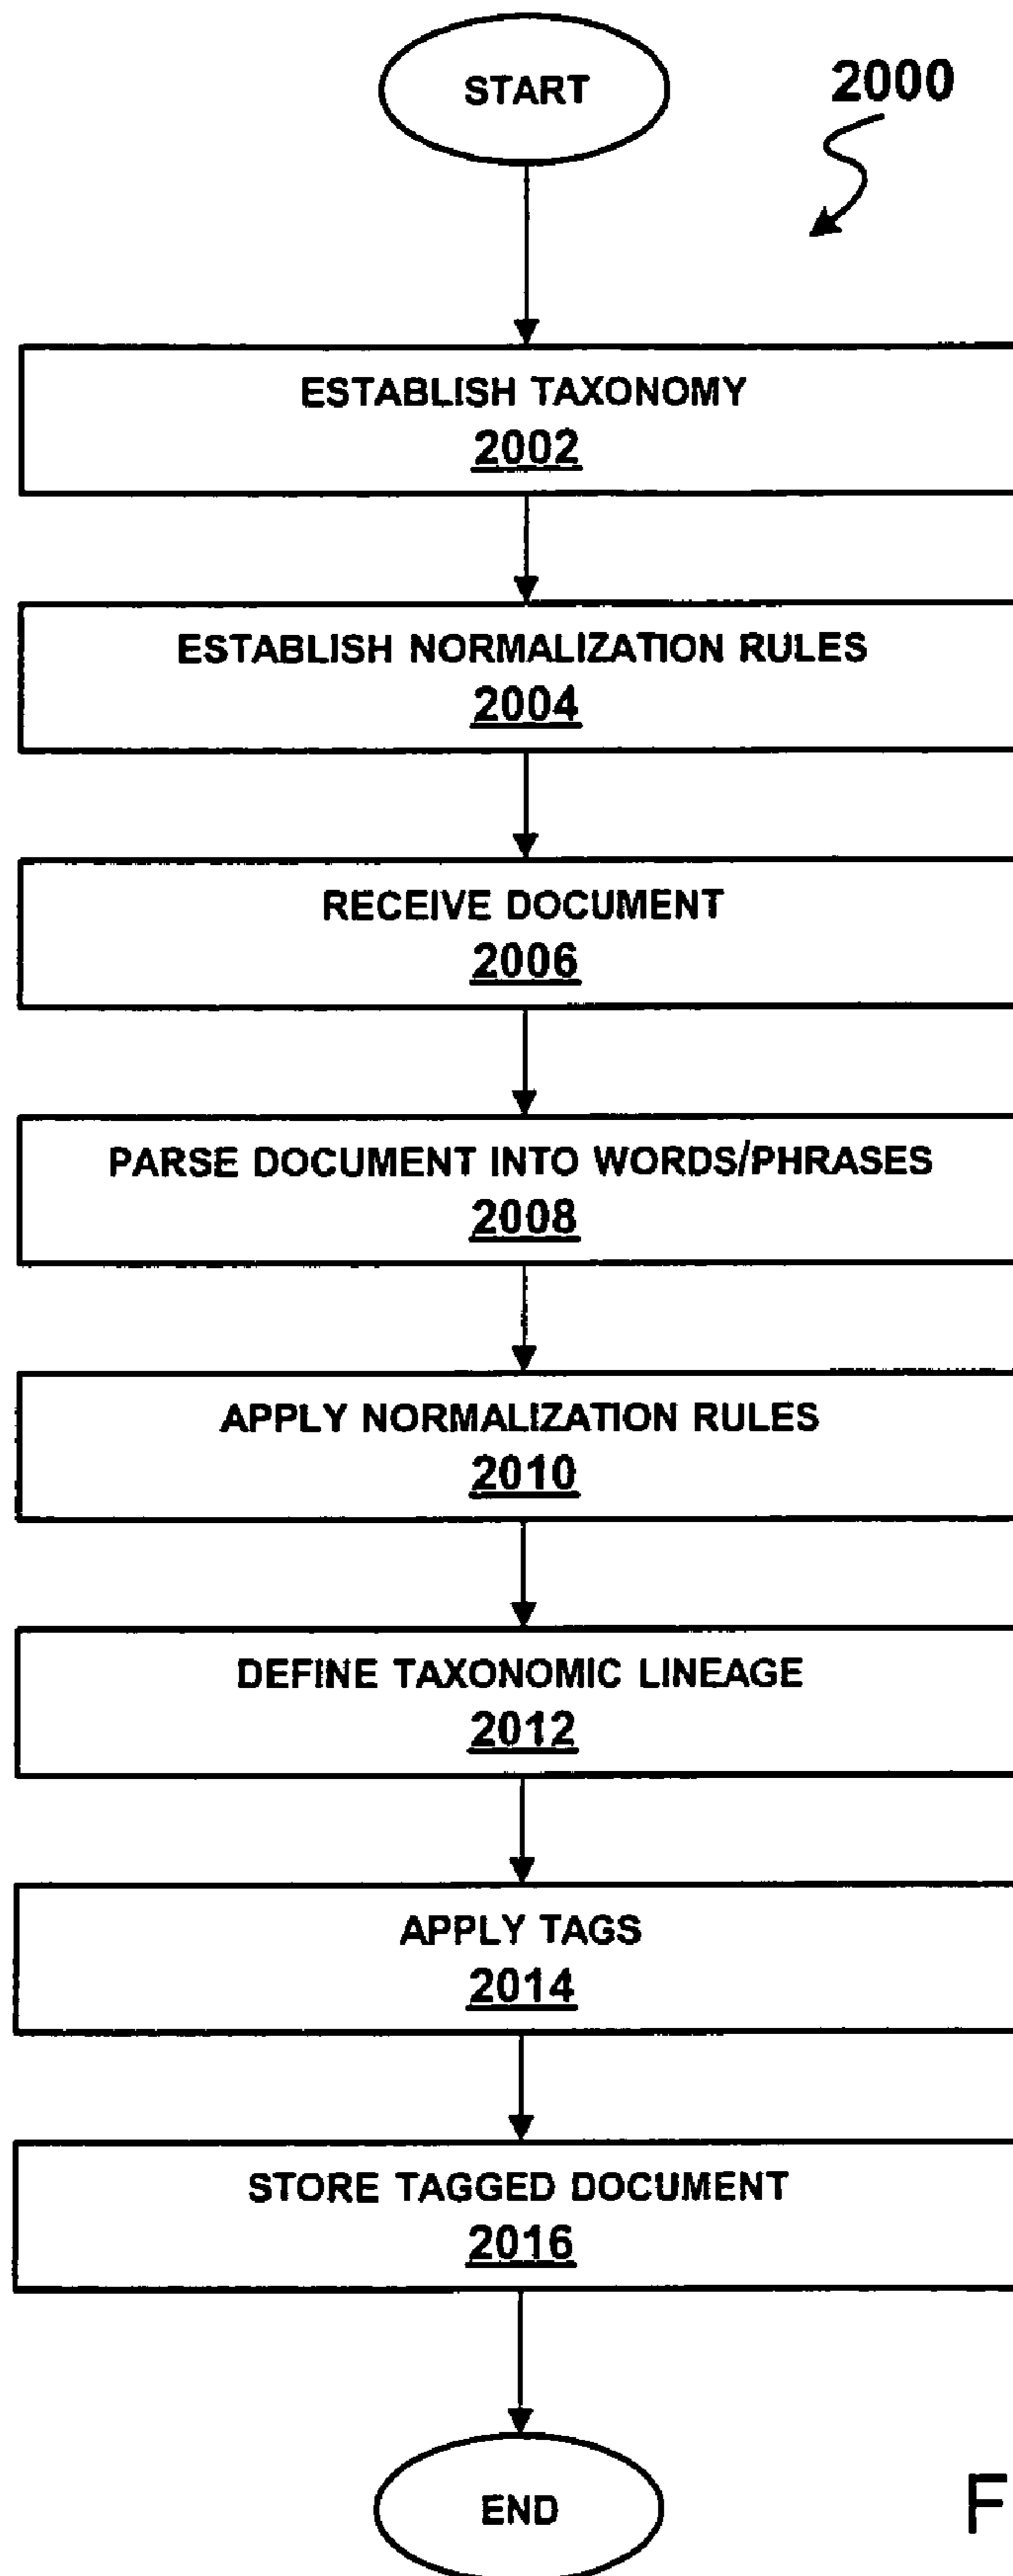 START
2000
ESTABLISH TAXONOMY
2002
ESTABLISH NORMALIZATION RULES
2004
RECEIVE DOCUMENT
2006
PARSE DOCUMENT INTO WORDS/PHRASES
2008
APPLY NORMALIZATION RULES
2010
DEFINE TAXONOMIC LINEAGE
2012
APPLY TAGS
2014
STORE TAGGED DOCUMENT
2016
END
F